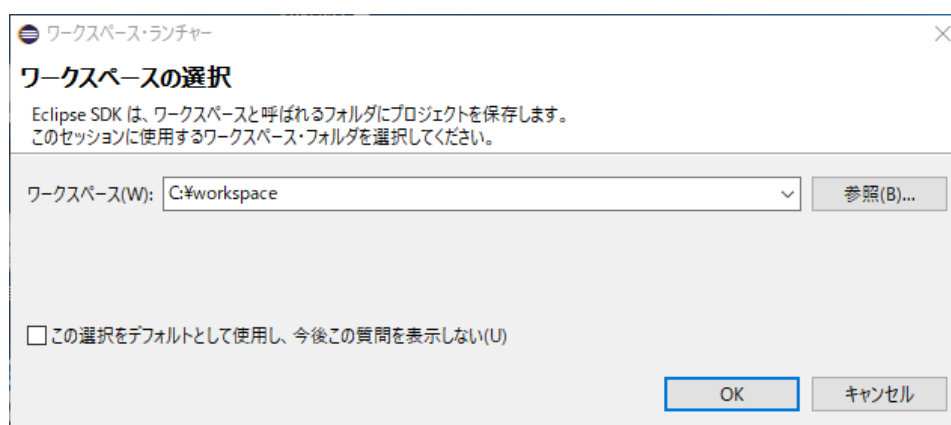 ワークスペース・ランチャー
ワークスペースの選択
Eclipse SDK は、ワークスペースと呼ばれるフォルダにプロジェクトを保存します。
このセッションに使用するワークスペース・フォルダを選択してください。
ワークスペース(W): C:¥workspace 参照(B)...
この選択をデフォルトとして使用し、今後この質問を表示しない(U)
OK キャンセル